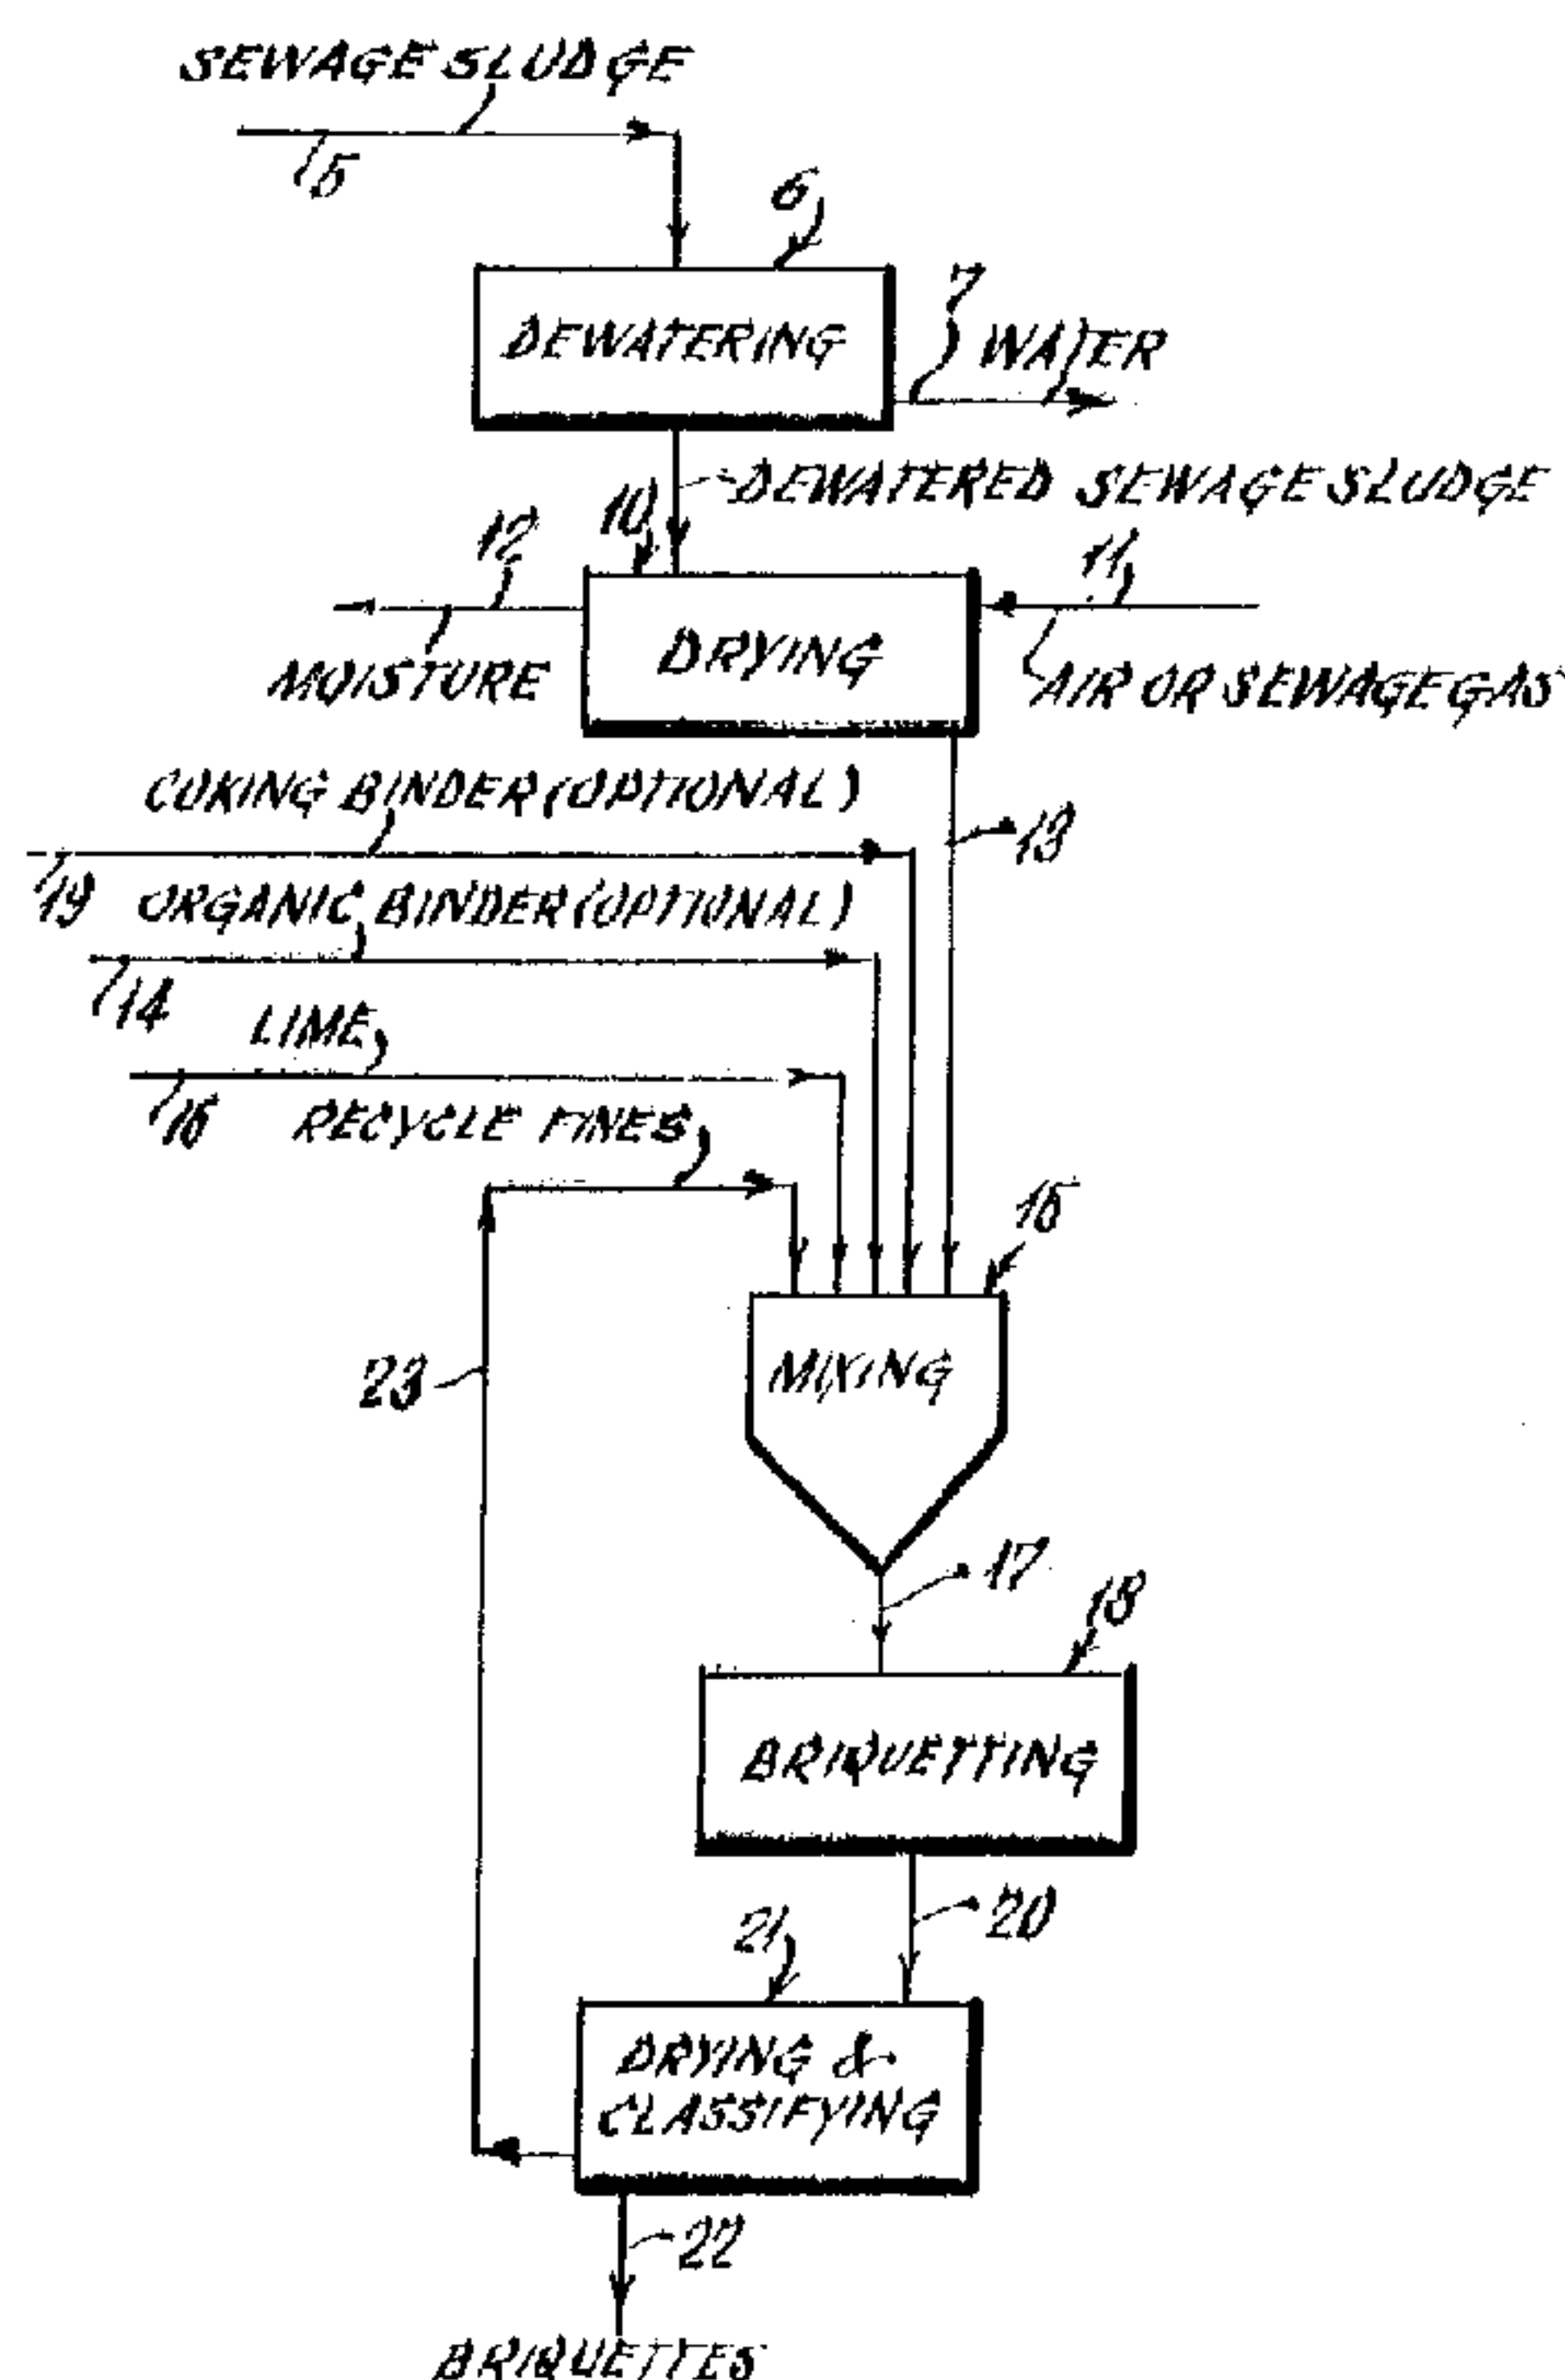 SEWAGE SLUDGE
5
6
DEWATERING
7
WATER
DEWATERED SEWAGE SLUDGE
10
12
11
DRYING
MOISTURE
AIR OR SEWAGE GAS
COKING BINDER (OPTIONAL)
13
19
ORGANIC BINDER (OPTIONAL)
14
LIME
RECYCLE FINES
MIXING
23
17
18
BRIQUETTING
20
21
DRYING &
CLASSIFYING
22
BRIQUETTES